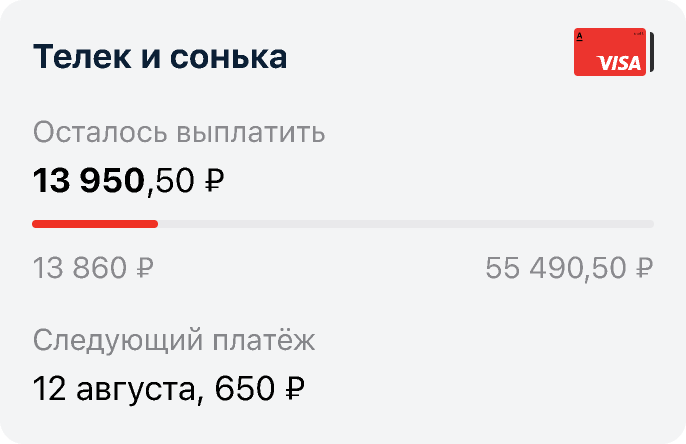 Телек и сонька
A
VISA
Осталось выплатить
13 950,50 ₽
13 860 ₽
55 490,50 ₽
Следующий платёж
12 августа, 650 ₽